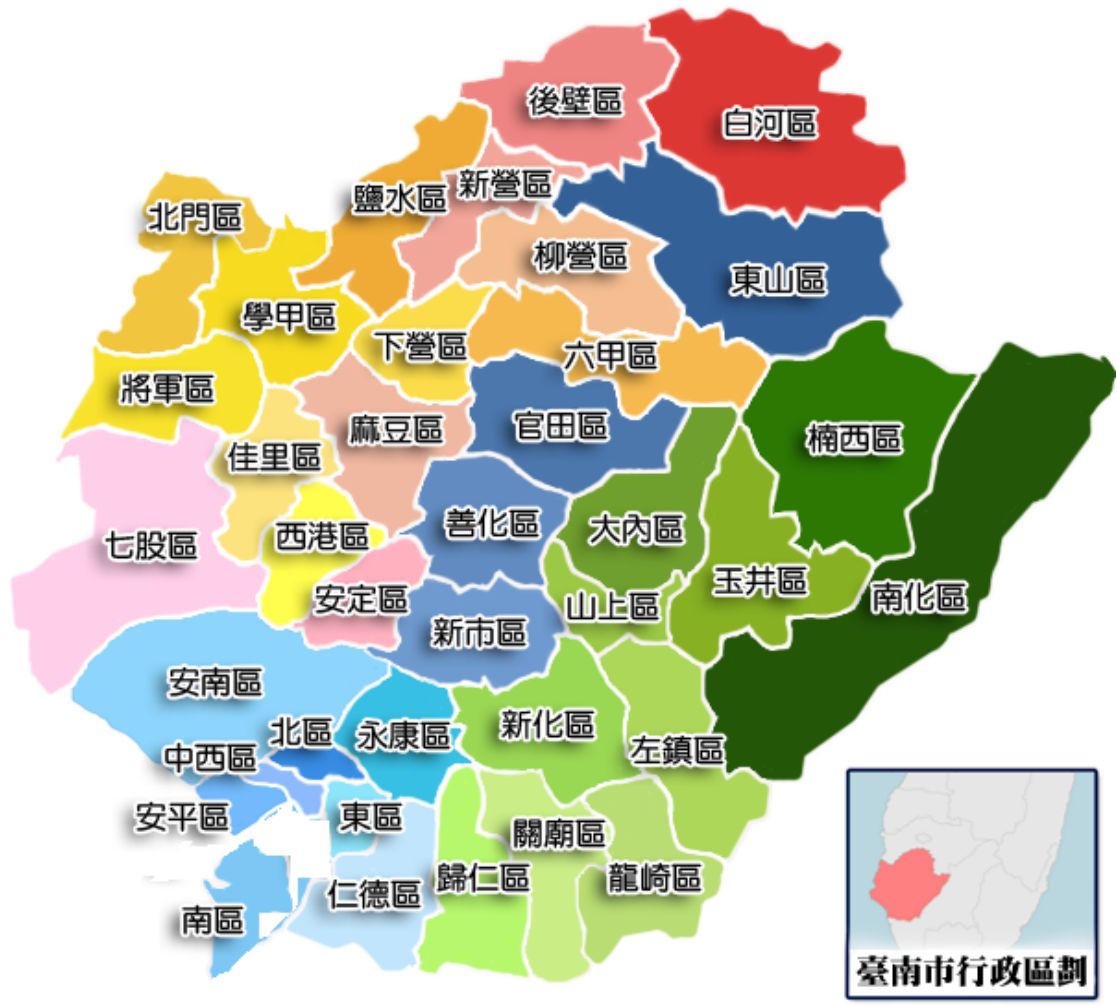 後壁區
白河區
新營區
鹽水區
北門區
柳營區
東山區
學甲區
下營區
六甲區
將軍區
麻豆區
官田區
楠西區
佳里區
善化區
大內區
西港區
七股區
玉井區
南化區
安定區
山上區
新市區
安南區
新化區
北區
永康區
左鎮區
中西區
安平區
東區
關廟區
歸仁區
龍崎區
仁德區
南區
臺南市行政區劃